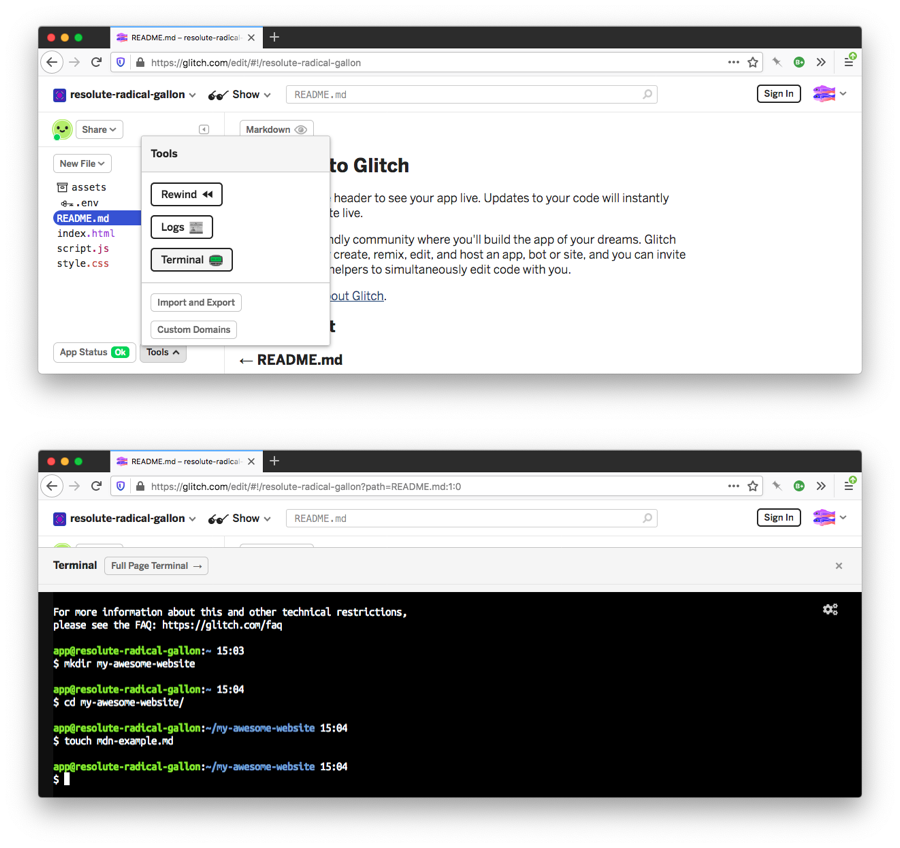 README.md – resolute-radical-
https://glitch.com/edit/#!/resolute-radical-gallon
resolute-radical-gallon
Show
README.md
Sign In
Share
Markdown
Tools
to Glitch
New File
Rewind
header to see your app live. Updates to your code will instantly
assets
te live.
.env
README.md
Logs
index.html
ndly community where you'll build the app of your dreams. Glitch
script.js
create, remix, edit, and host an app, bot or site, and you can invite
Terminal
style.css
helpers to simultaneously edit code with you.
out Glitch.
Import and Export
t
Custom Domains
App Status Ok
Tools
← README.md
README.md – resolute-radical-
https://glitch.com/edit/#!/resolute-radical-gallon?path=README.md:1:0
resolute-radical-gallon
Show
README.md
Sign In
Terminal
Full Page Terminal →
For more information about this and other technical restrictions,
please see the FAQ: https://glitch.com/faq
app@resolute-radical-gallon:~ 15:03
$ mkdir my-awesome-website
app@resolute-radical-gallon:~ 15:04
$ cd my-awesome-website/
app@resolute-radical-gallon:~/my-awesome-website 15:04
$ touch mdn-example.md
app@resolute-radical-gallon:~/my-awesome-website 15:04
$